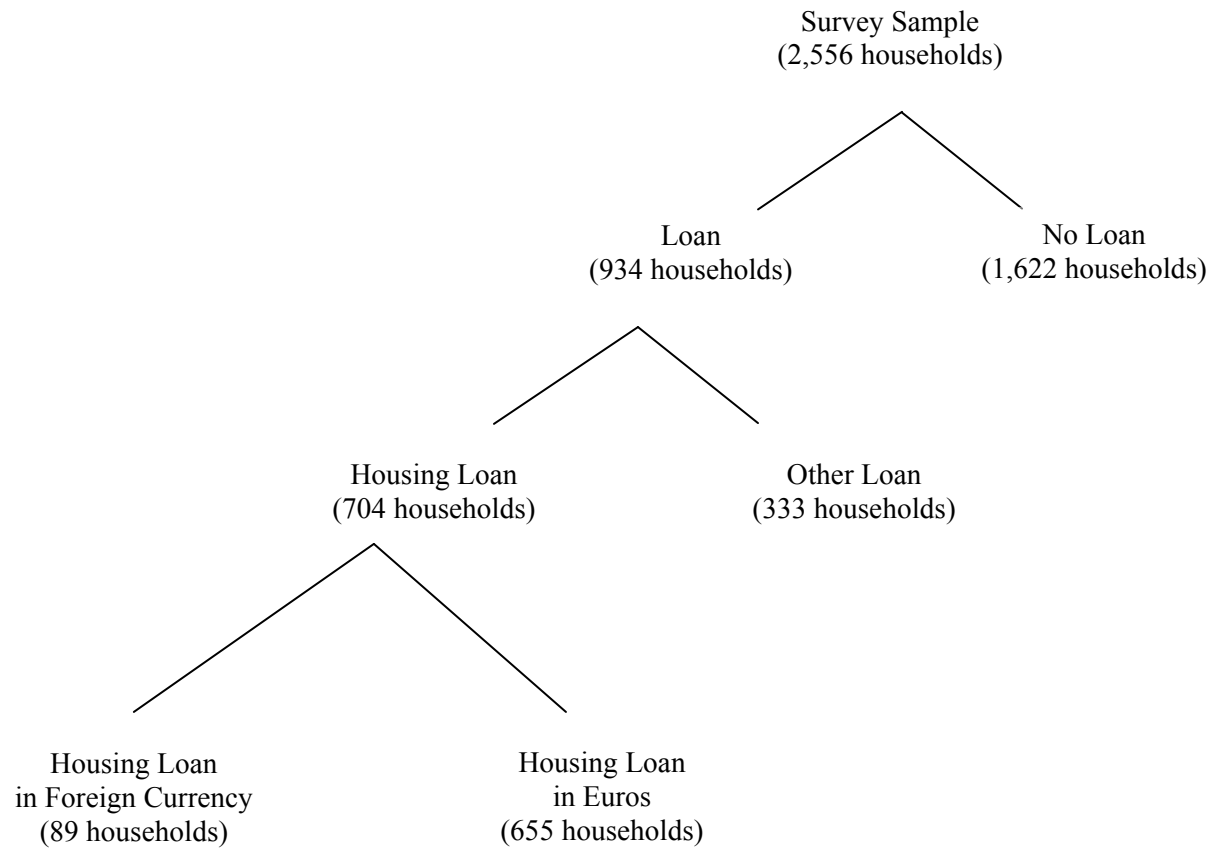 Survey Sample
(2,556 households)
Loan
(934 households)
No Loan
(1,622 households)
Housing Loan
(704 households)
Other Loan
(333 households)
Housing Loan
in Foreign Currency
(89 households)
Housing Loan
in Euros
(655 households)